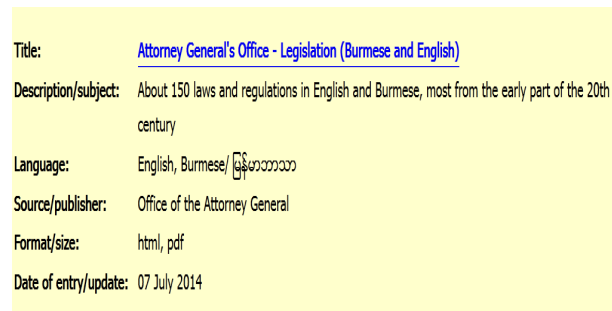 Title: Attorney General's Office - Legislation (Burmese and English)
Description/subject: About 150 laws and regulations in English and Burmese, most from the early part of the 20th
century
Language: English, Burmese/ မြန်မာဘာသာ
Source/publisher: Office of the Attorney General
Format/size: html, pdf
Date of entry/update: 07 July 2014